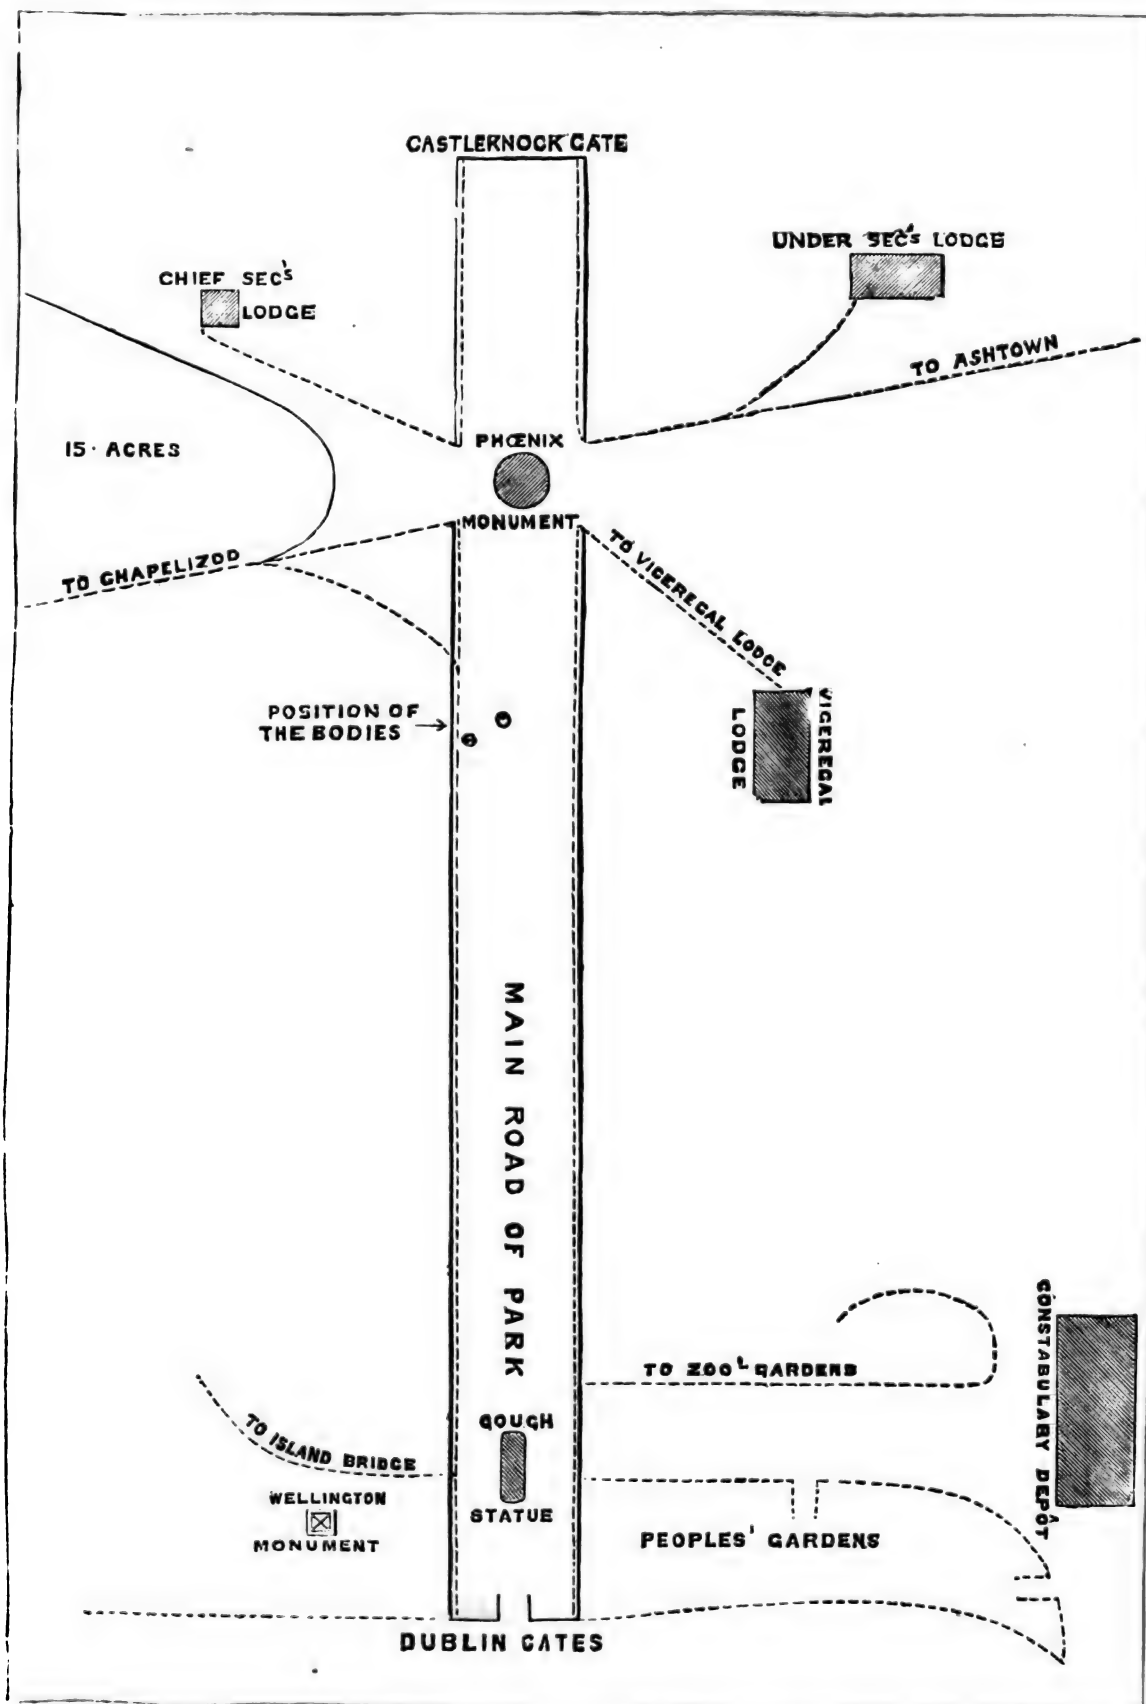 CASTLERNOCK GATE
UNDER SEC'S LODGE
CHIEF SEC'S
LODGE
TO ASHTOWN
PHŒNIX
15 · ACRES
MONUMENT
TO CHAPELIZOD
TO VICEREGAL LODGE
VICEREGAL
LODGE
POSITION OF
THE BODIES
MAIN ROAD OF PARK
CONSTABULARY DEPÔT
TO ZOOL GARDENS
GOUGH
TO ISLAND BRIDGE
WELLINGTON
STATUE
MONUMENT
PEOPLES' GARDENS
DUBLIN GATES